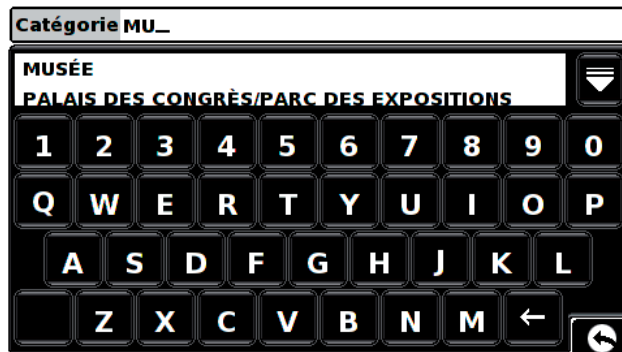 Catégorie MU_
MUSÉE
PALAIS DES CONGRÈS/PARC DES EXPOSITIONS
1 2 3 4 5 6 7 8 9 0
Q W E R T Y U I O P
A S D F G H J K L
Z X C V B N M ←